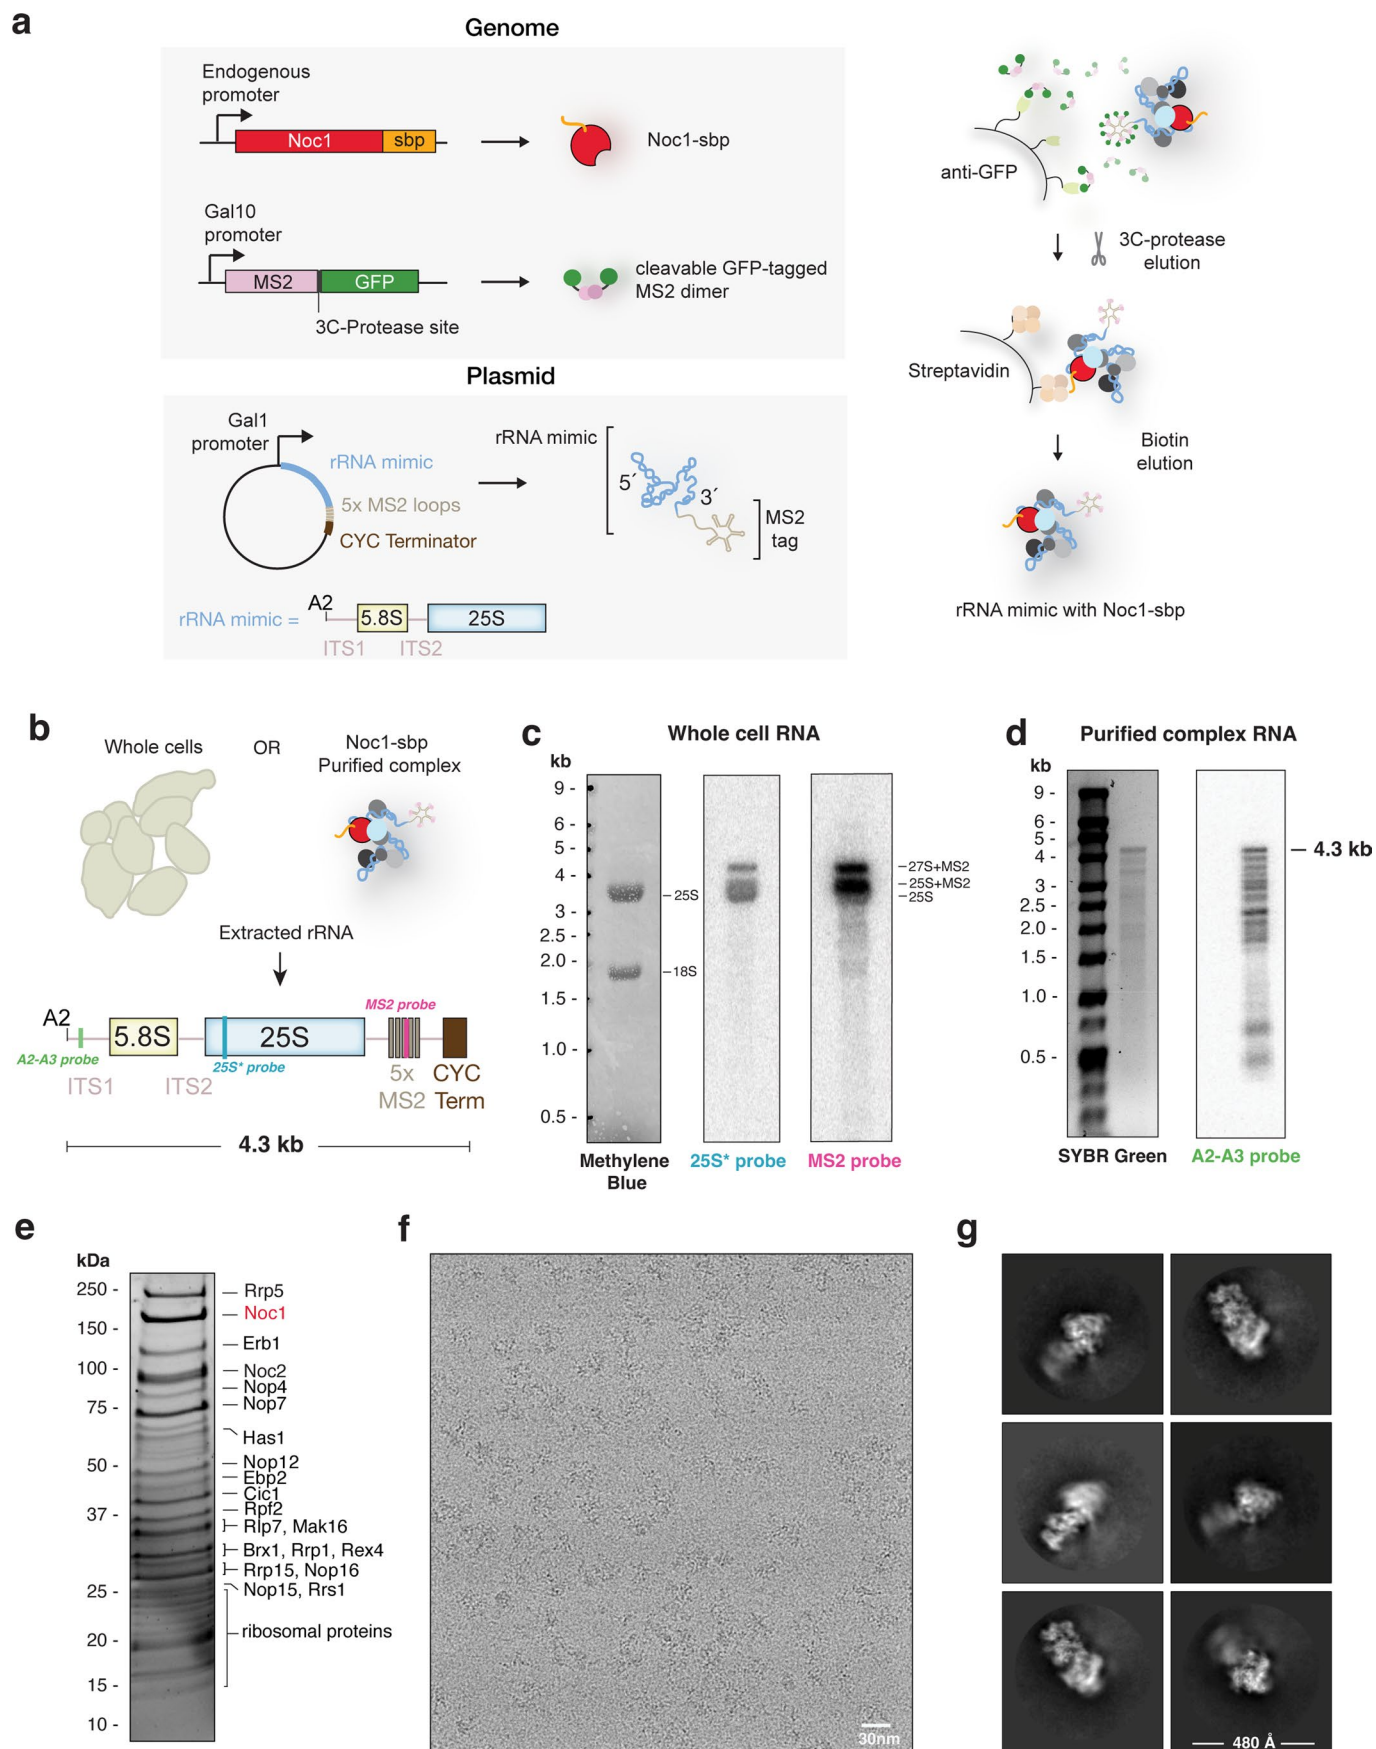 a
Genome
Endogenous
promoter
Noc1
sbp
Noc1-sbp
Gal10
promoter
MS2
GFP
3C-Protease site
cleavable GFP-tagged
MS2 dimer
Plasmid
Gal1
promoter
rRNA mimic
5x MS2 loops
CYC Terminator
rRNA mimic
5´
3´
MS2
tag
rRNA mimic =
A2
5.8S
25S
ITS1
ITS2
anti-GFP
3C-protease
elution
Streptavidin
Biotin
elution
rRNA mimic with Noc1-sbp
b
Whole cells
OR
Noc1-sbp
Purified complex
Extracted rRNA
MS2 probe
A2
5.8S
25S
A2-A3 probe
25S* probe
ITS1
ITS2
5x
MS2
CYC
Term
4.3 kb
c
Whole cell RNA
kb
9 -
6 -
5 -
4 -
3 -
2.5 -
2.0 -
1.5 -
1.0 -
0.5 -
25S
18S
27S+MS2
25S+MS2
25S
Methylene
Blue
25S* probe
MS2 probe
d
Purified complex RNA
kb
9 -
6 -
5 -
4 -
3 -
2.5 -
2.0 -
1.5 -
1.0 -
0.5 -
4.3 kb
SYBR Green
A2-A3 probe
e
kDa
250 -
150 -
100 -
75 -
50 -
37 -
25 -
20 -
15 -
10 -
Rrp5
Noc1
Erb1
Noc2
Nop4
Nop7
Has1
Nop12
Ebp2
Cic1
Rpf2
Rlp7, Mak16
Brx1, Rrp1, Rex4
Rrp15, Nop16
Nop15, Rrs1
ribosomal proteins
f
30nm
g
480 Å